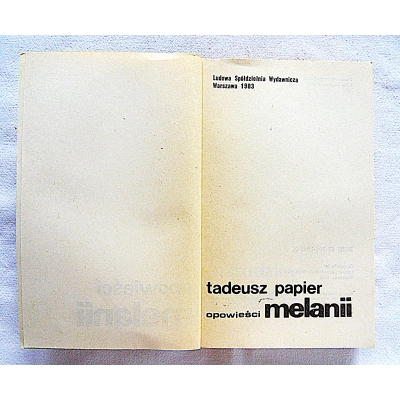 Ludowa Spółdzielnia Wydawnicza
Warszawa 1983
tadeusz papier
opowieści melanii